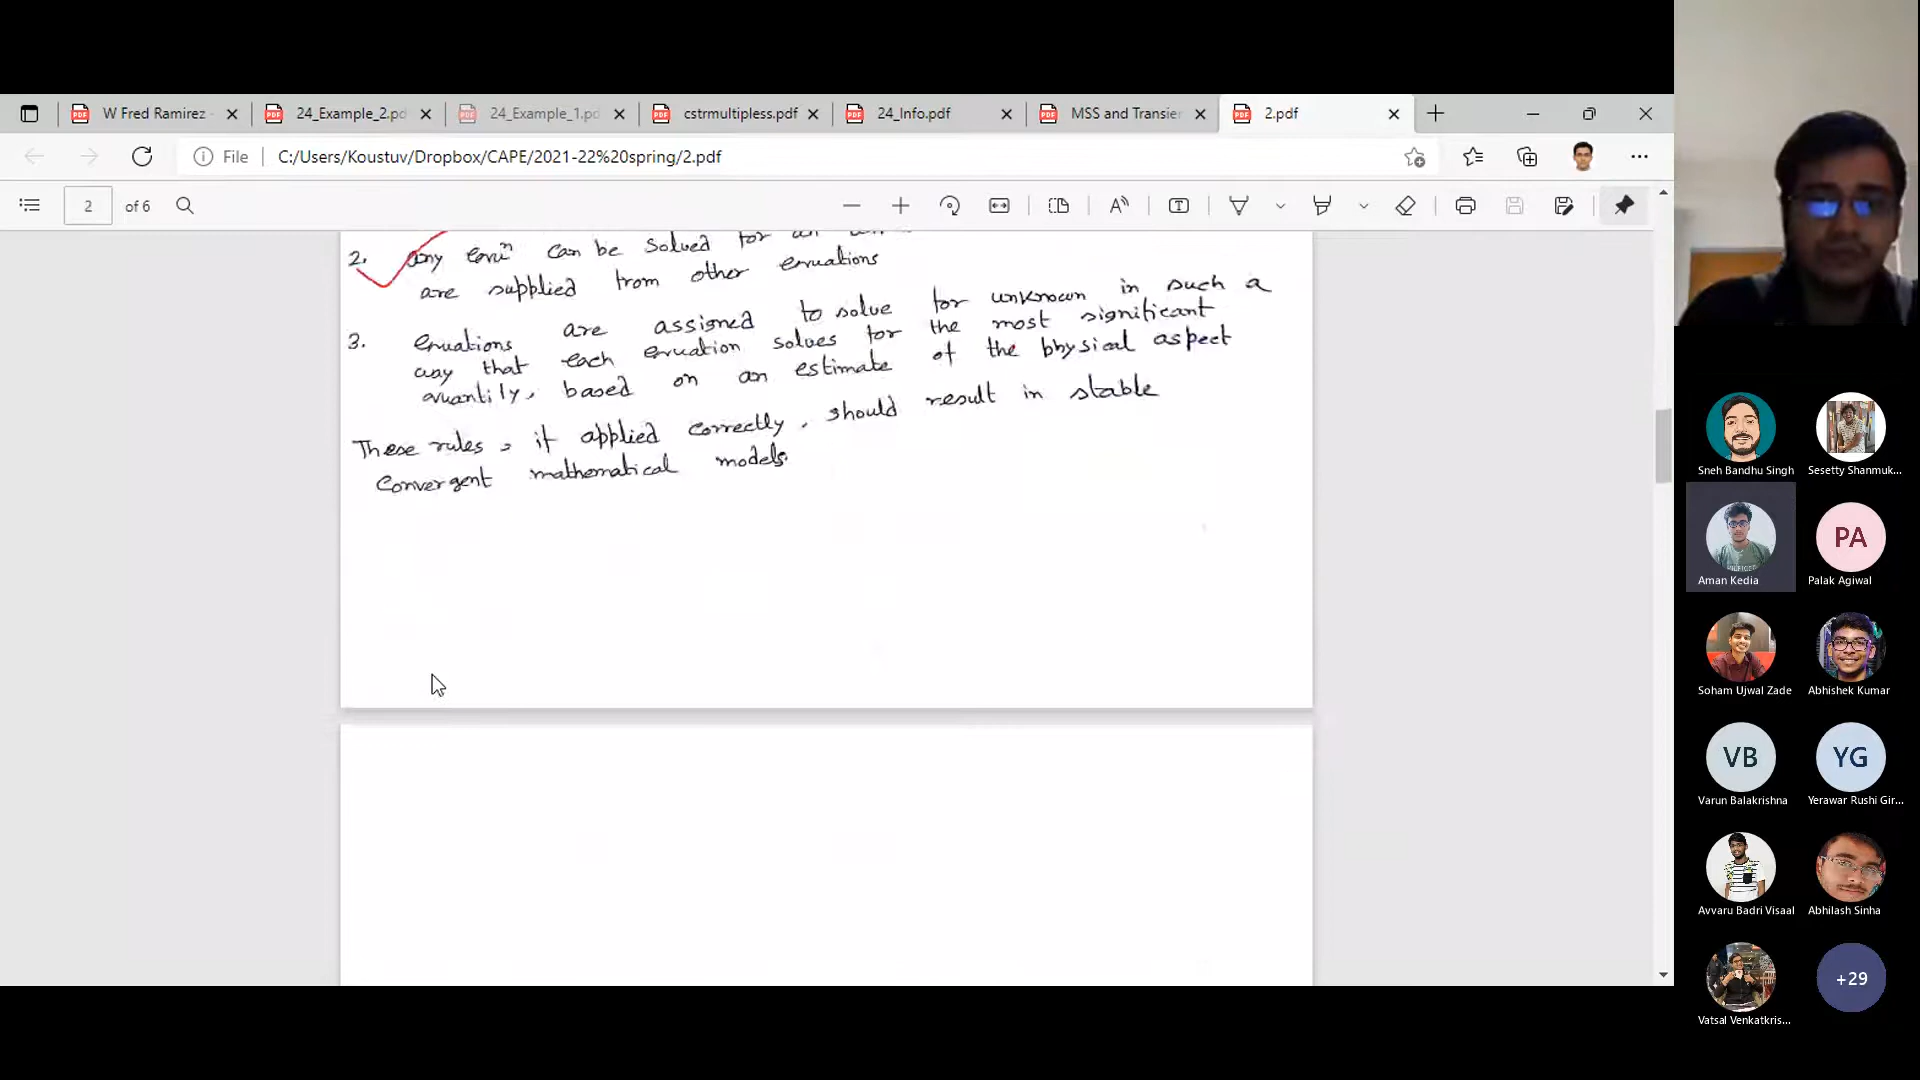 W Fred Ramirez -
24_Example_2.pd
24_Example_1.pd
cstrmultipless.pdf
24_Info.pdf
MSS and Transier
2.pdf
File
C:/Users/Koustuv/Dropbox/CAPE/2021-22%20spring/2.pdf
2
of 6
2. any eqn can be solved for an
are supplied from other equations
3. equations are assigned to solve for unknown in such a
way that each equation solves for the most significant
quantity, based on an estimate of the physical aspect
These rules, if applied correctly, should result in stable
convergent mathematical models.
Sneh Bandhu Singh
Sesetty Shanmuk...
Aman Kedia
PA
Palak Agiwal
Soham Ujwal Zade
Abhishek Kumar
VB
Varun Balakrishna
YG
Yerawar Rushi Gir...
Avvaru Badri Visaal
Abhilash Sinha
Vatsal Venkatkris...
+29